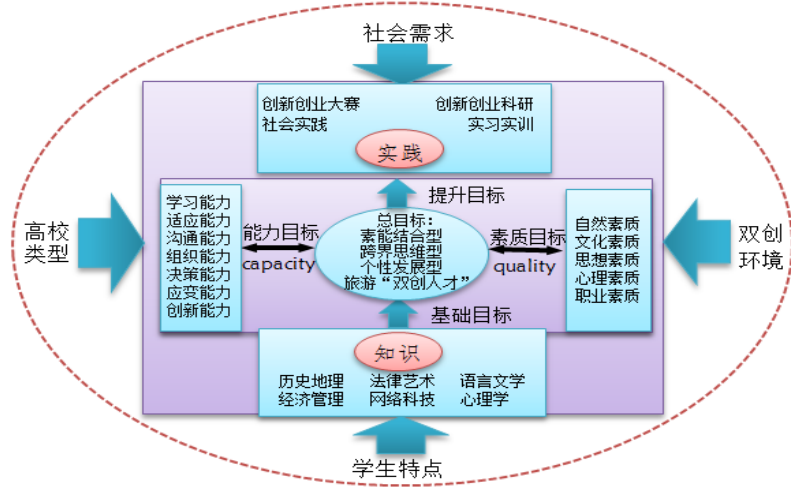 社会需求
创新创业大赛 创新创业科研
社会实践 实习实训
实践
提升目标
高校
类型
学习能力
适应能力
沟通能力
组织能力
决策能力
应变能力
创新能力
能力目标
capacity
总目标：
素能结合型
跨界思维型
个性发展型
旅游“双创人才”
素质目标
quality
自然素质
文化素质
思想素质
心理素质
职业素质
双创
环境
基础目标
知识
历史地理 法律艺术 语言文学
经济管理 网络科技 心理学
学生特点